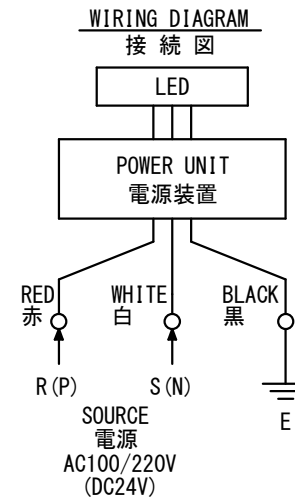 WIRING DIAGRAM
接続図
LED
POWER UNIT
電源装置
RED WHITE BLACK
赤 白 黒
R(P) S(N)
E
SOURCE
電源
AC100/220V
(DC24V)